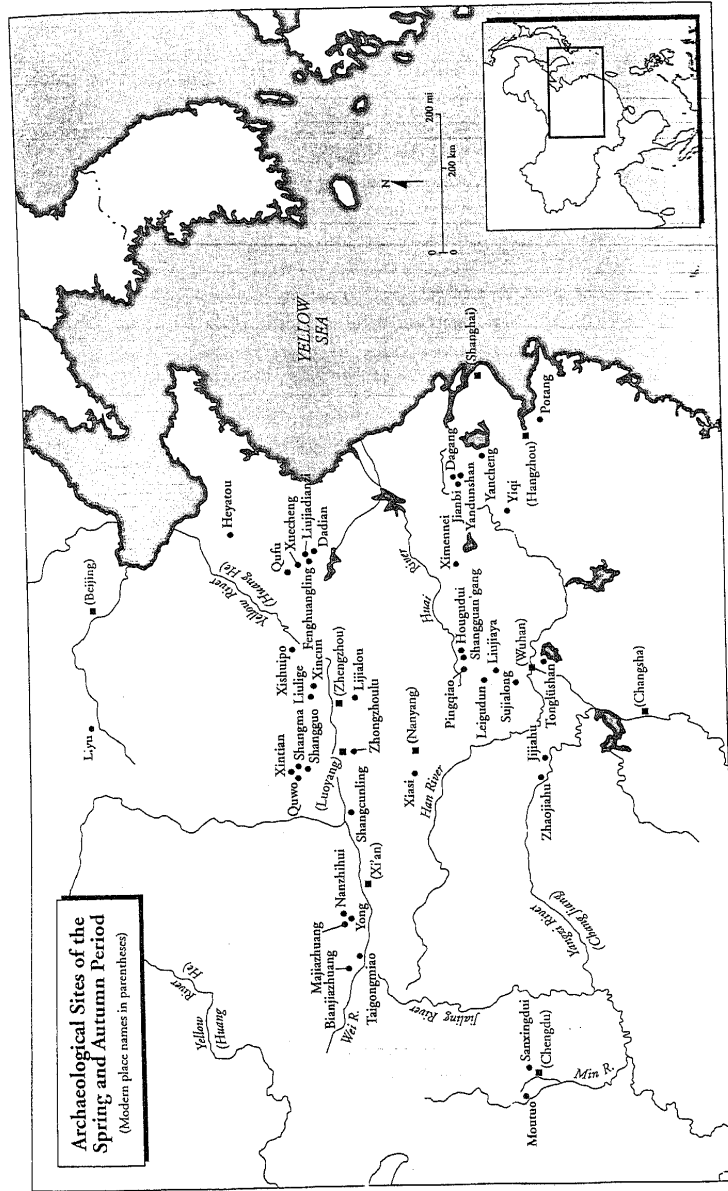 Archaeological Sites of the
Spring and Autumn Period
(Modern place names in parentheses)
Yellow River
(Huang He)
Liyu
(Beijing)
Yellow River
(Huang He)
Heyatou
YELLOW
SEA
N
0 200 mi
0 200 km
Majiazhuang
Bianjiazhuang
Nanzhihui
Yong
Wei R.
Taigongmiao
(Xi'an)
Shangcunling
Quwo
Xintian
Shangma
Shangguo
(Luoyang)
Liulige
Xishuipo
Xincun
(Zhengzhou)
Lijialou
Zhongzhoulu
Qufu
Xuecheng
Fenghuangling
Liujiadianzi
Dadian
Jialing River
Xiasi
(Nanyang)
Han River
Huai River
Pingqiao
Hougudui
Shangguan'gang
Leigudun
Liujiaya
Sujialong
(Wuhan)
Tonglüshan
Ximennei
Jianbi
Dagang
Yandunshan
Yancheng
Yiqi
(Shanghai)
(Hangzhou)
Potang
Moutuo
Sanxingdui
(Chengdu)
Min R.
Yangzi River
(Chang Jiang)
Zhaojiahu
Jijiahu
(Changsha)